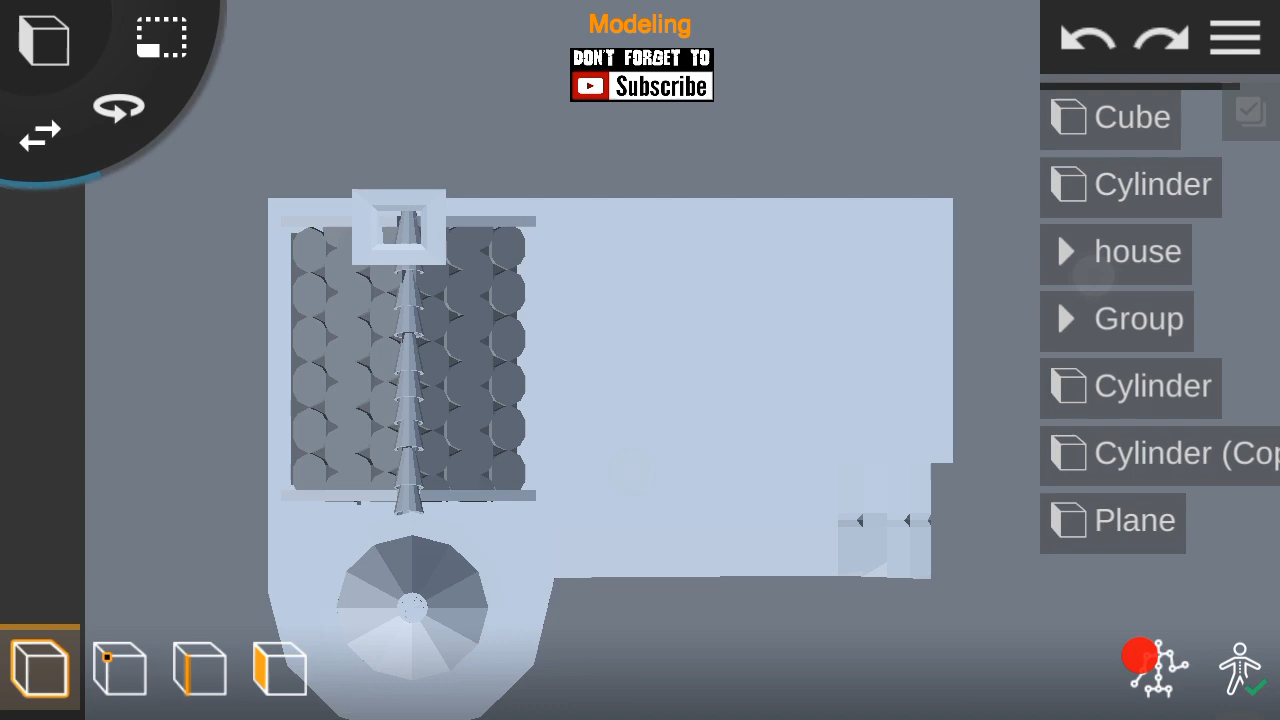 Modeling
DON'T FORGET TO
Subscribe
Cube
Cylinder
house
Group
Cylinder
Cylinder (Cop
Plane